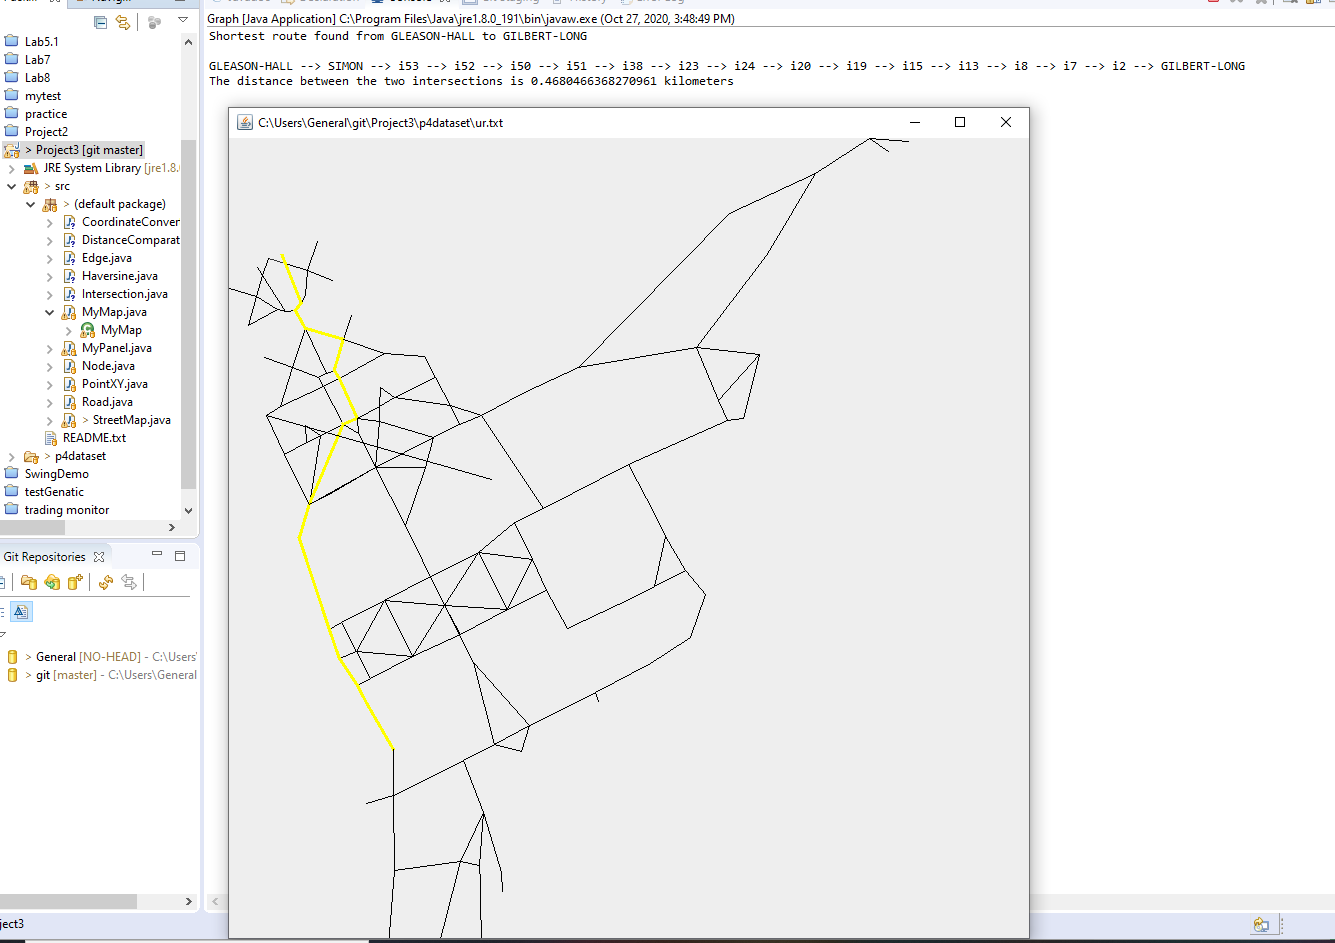 Graph [Java Application] C:\Program Files\Java\jre1.8.0_191\bin\javaw.exe (Oct 27, 2020, 3:48:49 PM)
Shortest route found from GLEASON-HALL to GILBERT-LONG
GLEASON-HALL --> SIMON --> i53 --> i52 --> i50 --> i51 --> i38 --> i23 --> i24 --> i20 --> i19 --> i15 --> i13 --> i8 --> i7 --> i2 --> GILBERT-LONG
The distance between the two intersections is 0.4680466368270961 kilometers
C:\Users\General\git\Project3\p4dataset\ur.txt
Lab5.1
Lab7
Lab8
mytest
practice
Project2
> Project3 [git master]
JRE System Library [jre1.8.
> src
> (default package)
CoordinateConver
DistanceComparat
Edge.java
Haversine.java
Intersection.java
MyMap.java
MyMap
MyPanel.java
Node.java
PointXY.java
Road.java
> StreetMap.java
README.txt
> p4dataset
SwingDemo
testGenatic
trading monitor
Git Repositories
> General [NO-HEAD] - C:\Users'
> git [master] - C:\Users\General
ject3